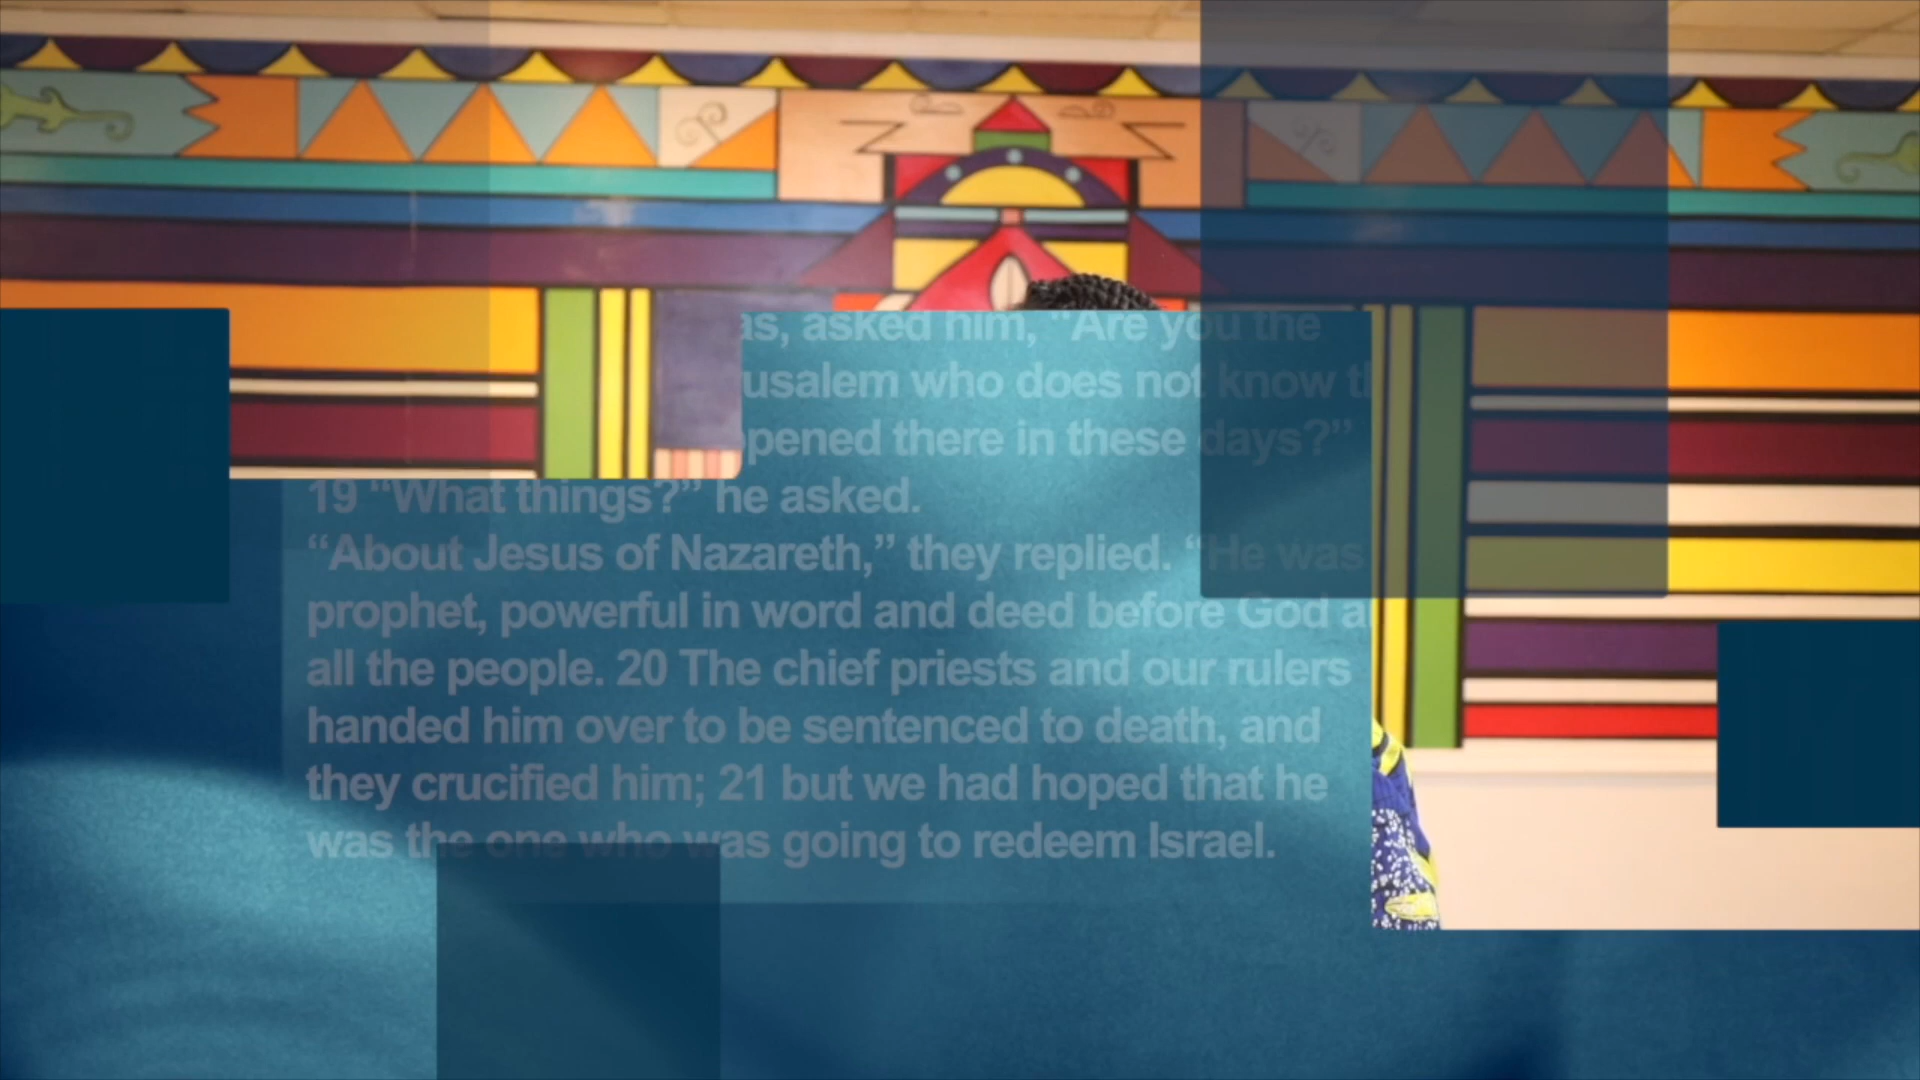 as, asked him, “Are you the
usalem who does not know t
pened there in these days?”
19 “What things?” he asked.
“About Jesus of Nazareth,” they replied. “He was
prophet, powerful in word and deed before God a
all the people. 20 The chief priests and our rulers
handed him over to be sentenced to death, and
they crucified him; 21 but we had hoped that he
was the one who was going to redeem Israel.